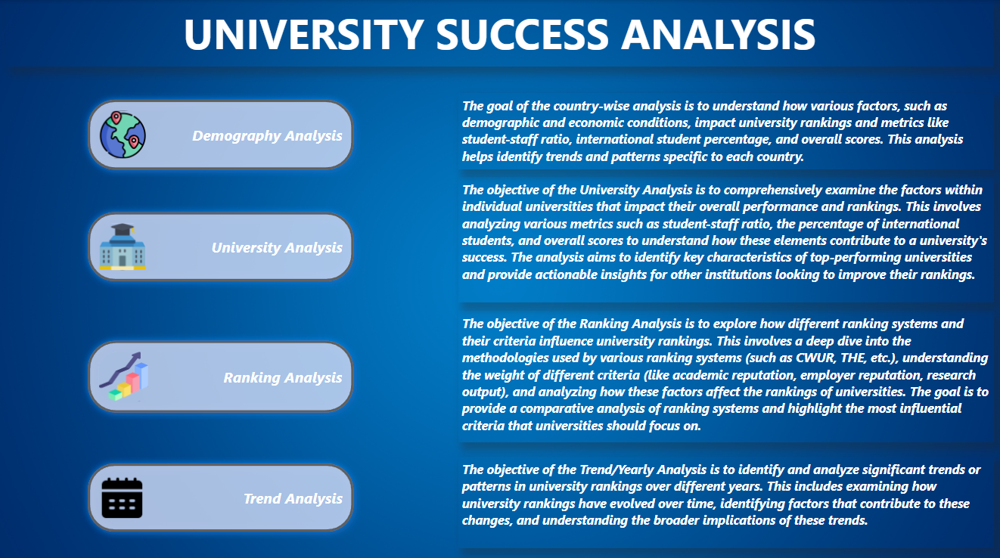 UNIVERSITY SUCCESS ANALYSIS
Demography Analysis
The goal of the country-wise analysis is to understand how various factors, such as
demographic and economic conditions, impact university rankings and metrics like
student-staff ratio, international student percentage, and overall scores. This analysis
helps identify trends and patterns specific to each country.
University Analysis
The objective of the University Analysis is to comprehensively examine the factors within
individual universities that impact their overall performance and rankings. This involves
analyzing various metrics such as student-staff ratio, the percentage of international
students, and overall scores to understand how these elements contribute to a university's
success. The analysis aims to identify key characteristics of top-performing universities
and provide actionable insights for other institutions looking to improve their rankings.
Ranking Analysis
The objective of the Ranking Analysis is to explore how different ranking systems and
their criteria influence university rankings. This involves a deep dive into the
methodologies used by various ranking systems (such as CWUR, THE, etc.), understanding
the weight of different criteria (like academic reputation, employer reputation, research
output), and analyzing how these factors affect the rankings of universities. The goal is to
provide a comparative analysis of ranking systems and highlight the most influential
criteria that universities should focus on.
Trend Analysis
The objective of the Trend/Yearly Analysis is to identify and analyze significant trends or
patterns in university rankings over different years. This includes examining how
university rankings have evolved over time, identifying factors that contribute to these
changes, and understanding the broader implications of these trends.